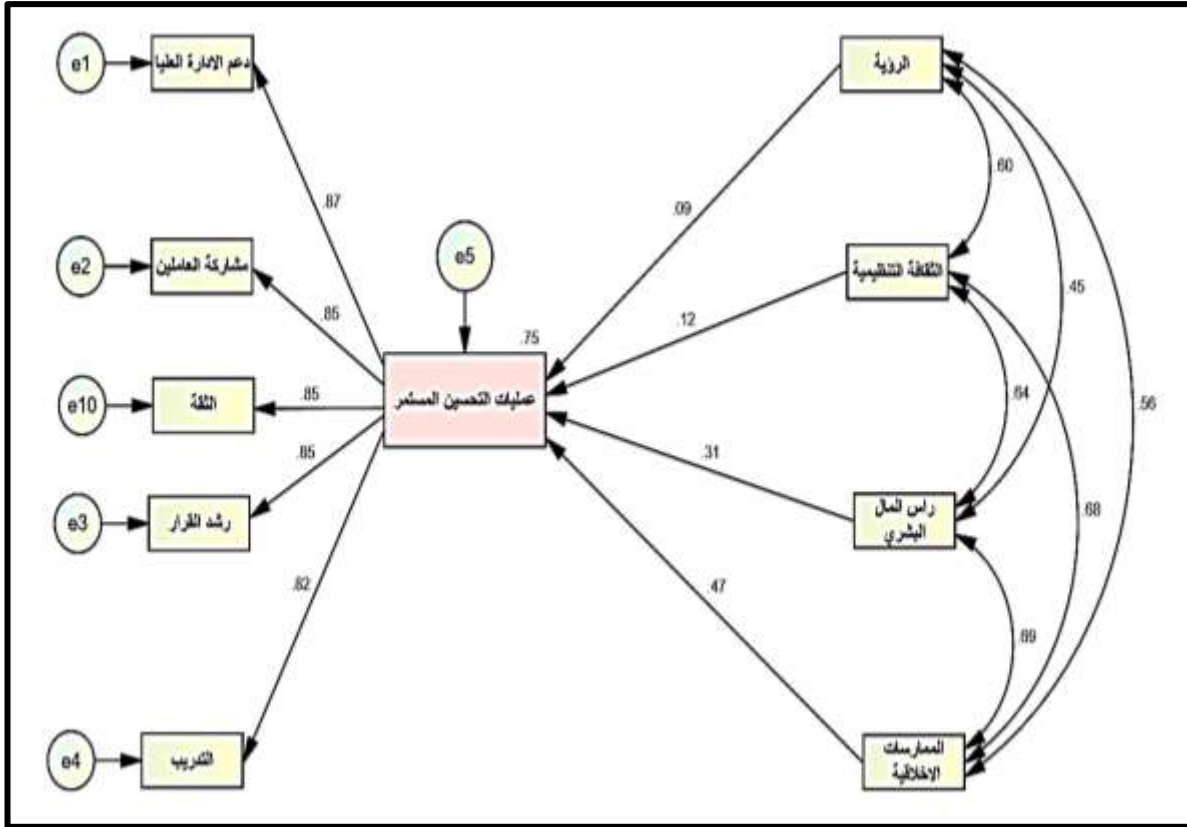 e1
دعم الادارة العليا
الرؤية
.60
.87
.09
e2
مشاركة العاملين
e5
الثقافة التنظيمية
.45
.85
.75
.12
.64
.56
e10
الثقة
.85
عمليات التحسين المستمر
.85
.31
.68
e3
رشد القرار
راس المال
البشري
.82
.47
.69
e4
التدريب
الممارسات
الاخلاقية